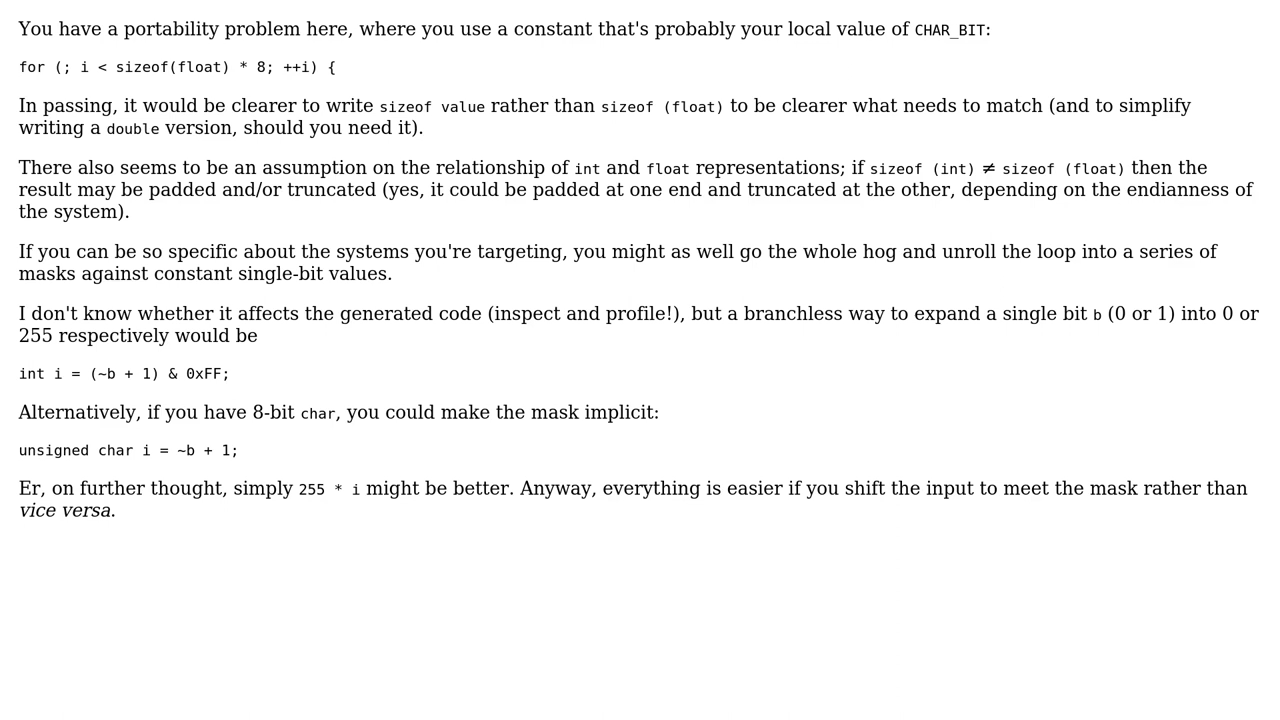 You have a portability problem here, where you use a constant that's probably your local value of CHAR_BIT:
for (; i < sizeof(float) * 8; ++i) {
In passing, it would be clearer to write sizeof value rather than sizeof (float) to be clearer what needs to match (and to simplify
writing a double version, should you need it).
There also seems to be an assumption on the relationship of int and float representations; if sizeof (int) ≠ sizeof (float) then the
result may be padded and/or truncated (yes, it could be padded at one end and truncated at the other, depending on the endianness of
the system).
If you can be so specific about the systems you're targeting, you might as well go the whole hog and unroll the loop into a series of
masks against constant single-bit values.
I don't know whether it affects the generated code (inspect and profile!), but a branchless way to expand a single bit b (0 or 1) into 0 or
255 respectively would be
int i = (~b + 1) & 0xFF;
Alternatively, if you have 8-bit char, you could make the mask implicit:
unsigned char i = ~b + 1;
Er, on further thought, simply 255 * i might be better. Anyway, everything is easier if you shift the input to meet the mask rather than
vice versa.